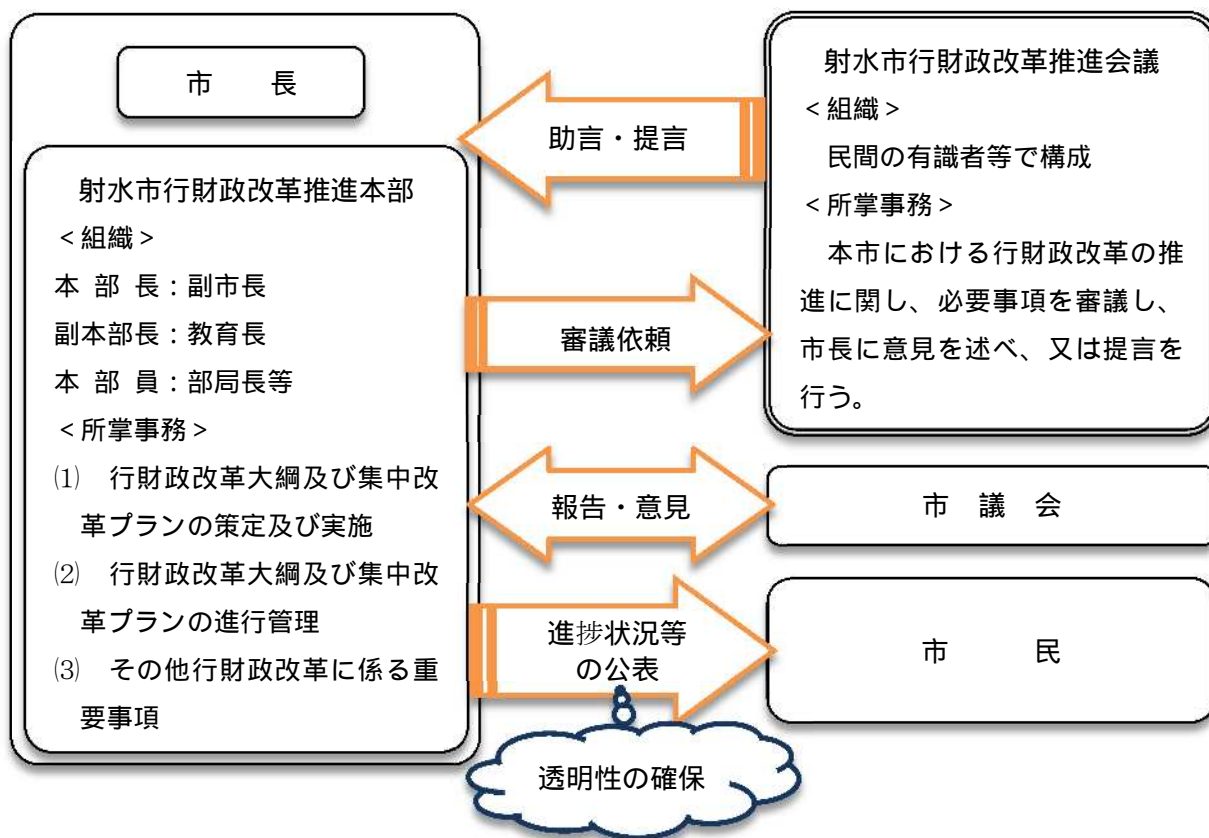 市　　長
射水市行財政改革推進本部
＜組織＞
本 部 長：副市長
副本部長：教育長
本 部 員：部局長等
＜所掌事務＞
⑴　行財政改革大綱及び集中改
革プランの策定及び実施
⑵　行財政改革大綱及び集中改
革プランの進行管理
⑶　その他行財政改革に係る重
要事項
助言・提言
審議依頼
報告・意見
進捗状況等
の公表
透明性の確保
射水市行財政改革推進会議
＜組織＞
民間の有識者等で構成
＜所掌事務＞
本市における行財政改革の推
進に関し、必要事項を審議し、
市長に意見を述べ、又は提言を
行う。
市　議　会
市　　　民